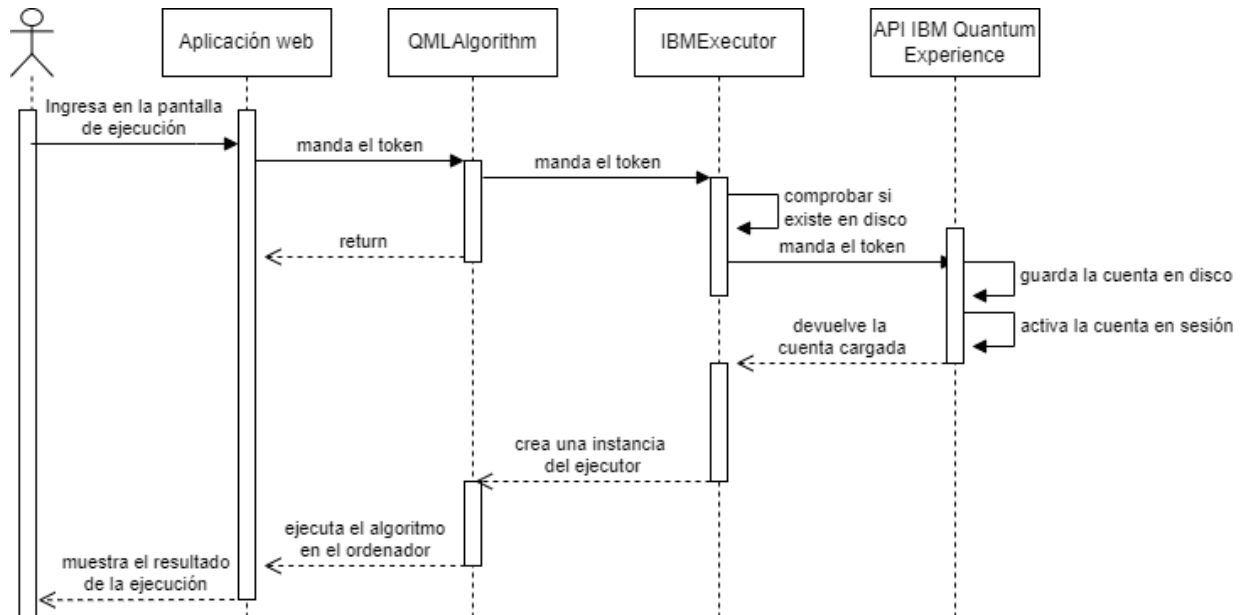 Aplicación web
QMLAlgorithm
IBMExecutor
API IBM Quantum
Experience
Ingresa en la pantalla
de ejecución
manda el token
manda el token
comprobar si
existe en disco
return
manda el token
guarda la cuenta en disco
activa la cuenta en sesión
devuelve la
cuenta cargada
crea una instancia
del ejecutor
ejecuta el algoritmo
en el ordenador
muestra el resultado
de la ejecución